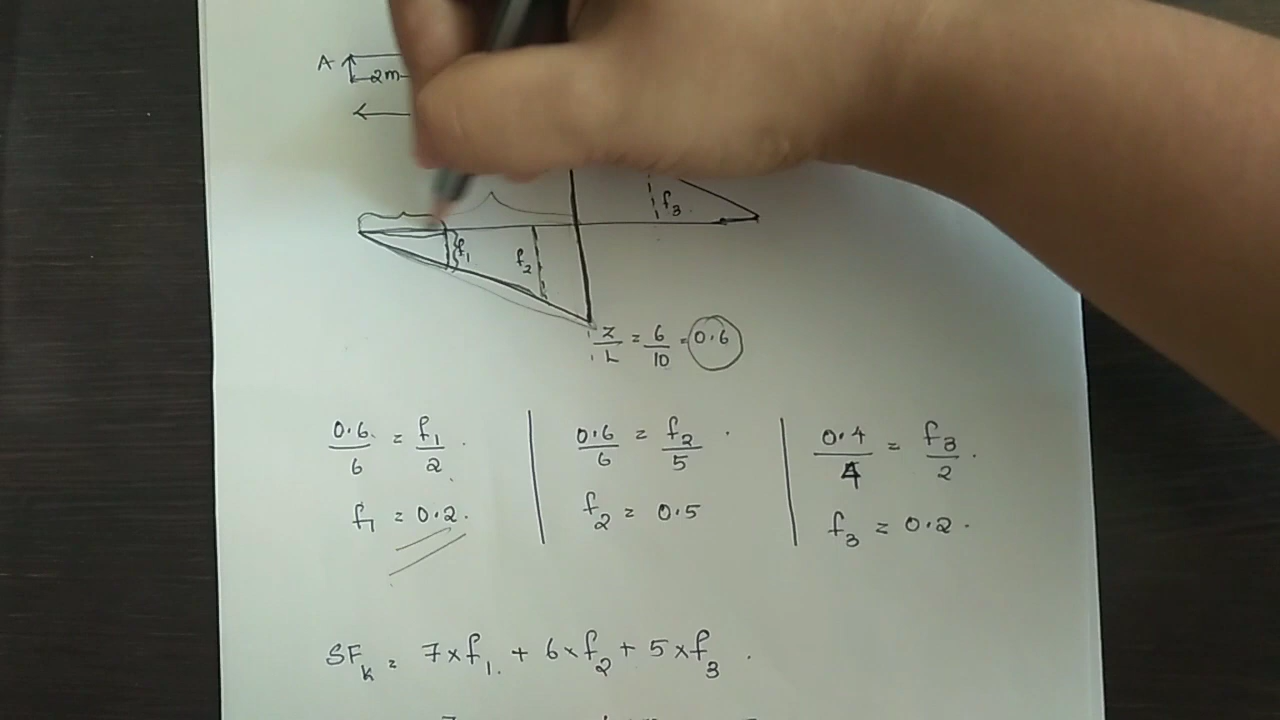 A
2m
f3
f1
f2
z/L = 6/10 = 0.6
0.6/6 = f1/2
f1 = 0.2
0.6/6 = f2/5
f2 = 0.5
0.4/4 = f3/2
f3 = 0.2
SFk = 7×f1 + 6×f2 + 5×f3